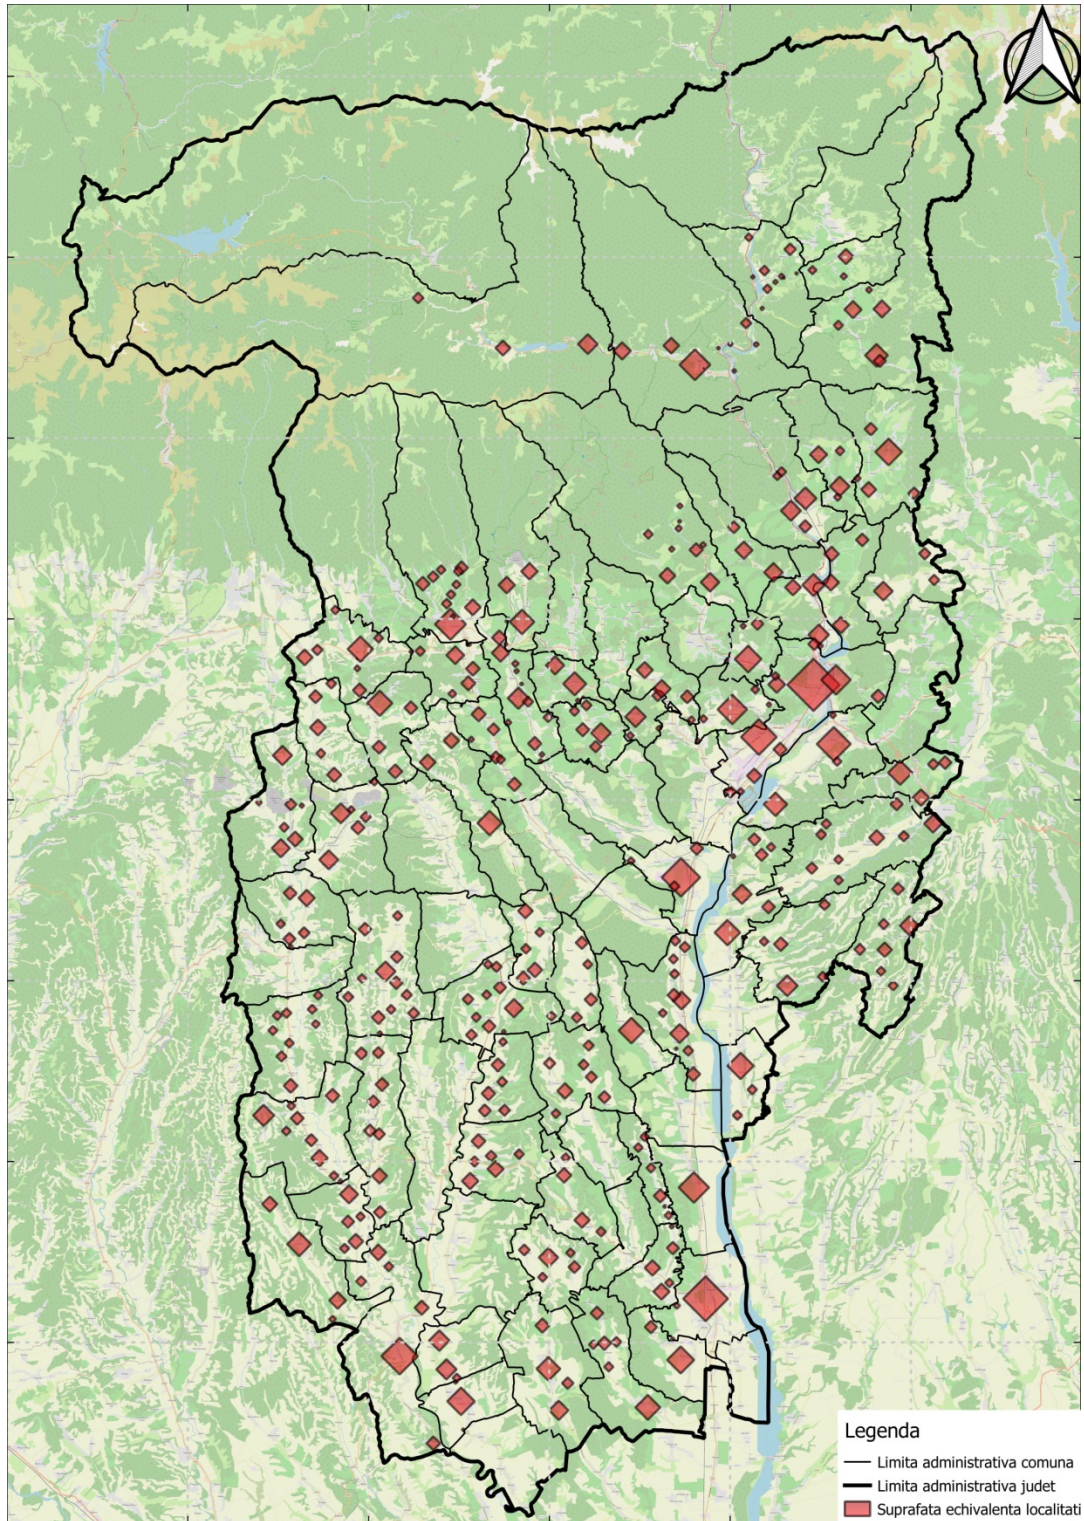 Legenda
Limita administrativa comuna
Limita administrativa judet
Suprafata echivalenta localitati